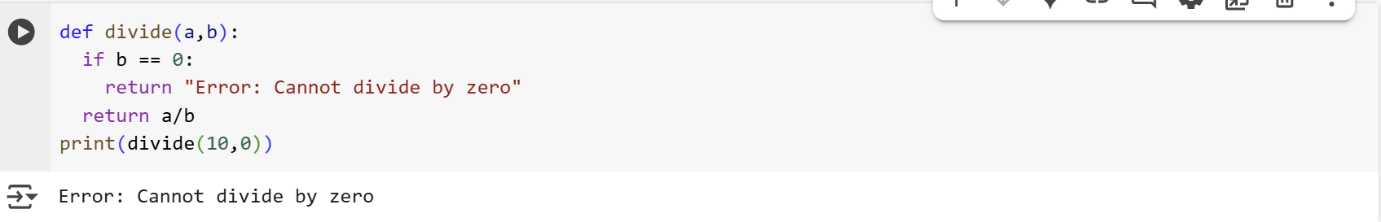 def divide(a,b):
  if b == 0:
    return "Error: Cannot divide by zero"
  return a/b
print(divide(10,0))
Error: Cannot divide by zero